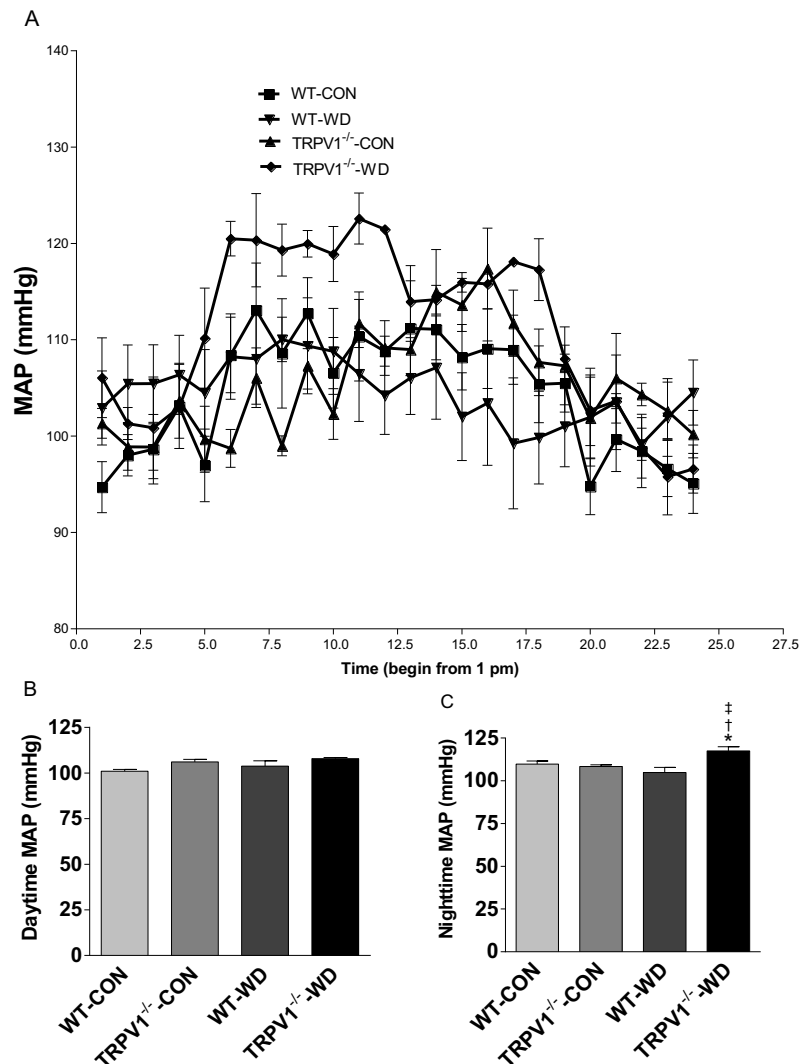 A
140
130
120
110
100
90
80
MAP (mmHg)
WT-CON
WT-WD
TRPV1-/--CON
TRPV1-/--WD
0.0 2.5 5.0 7.5 10.0 12.5 15.0 17.5 20.0 22.5 25.0 27.5
Time (begin from 1 pm)
B
125
100
75
50
25
0
Daytime MAP (mmHg)
WT-CON
TRPV1-/--CON
WT-WD
TRPV1-/--WD
C
125
100
75
50
25
0
Nighttime MAP (mmHg)
‡
†
*
WT-CON
TRPV1-/--CON
WT-WD
TRPV1-/--WD